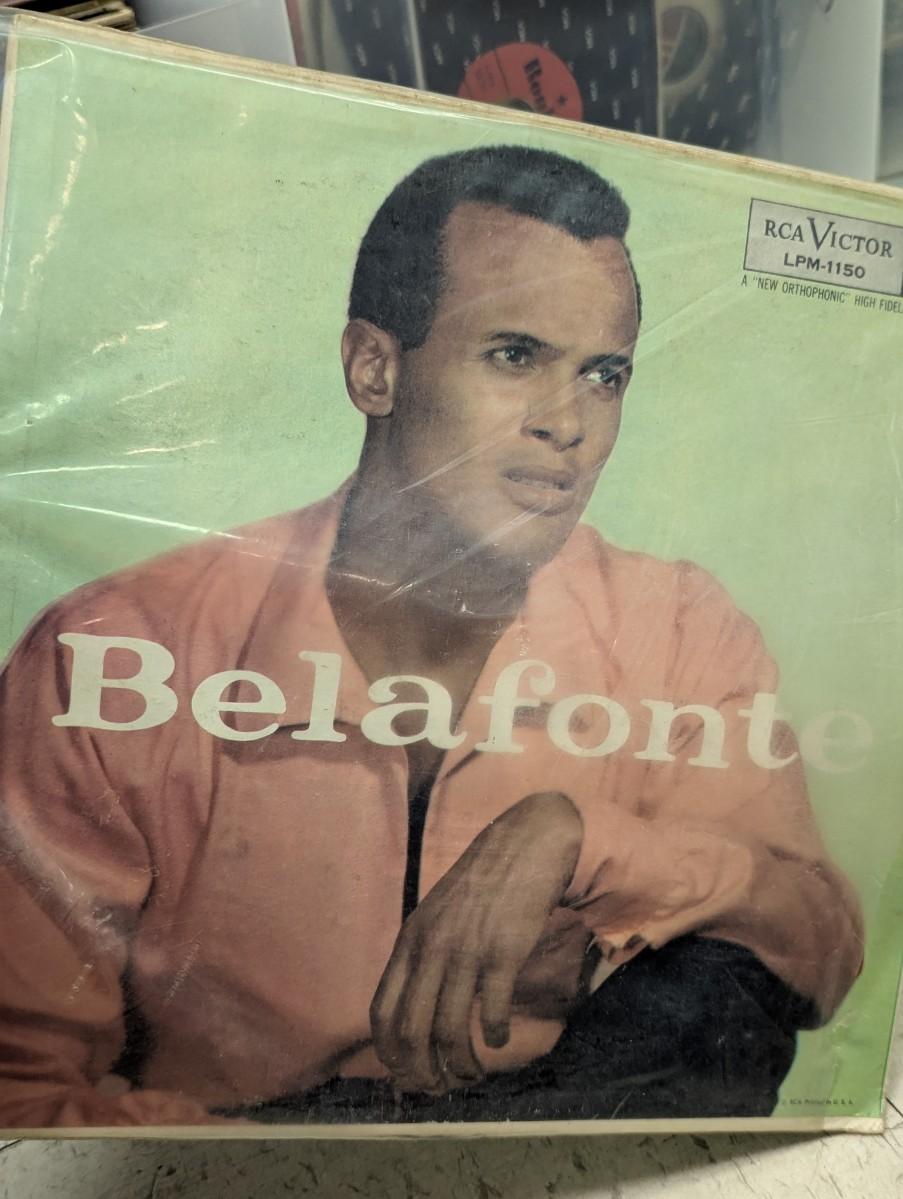 RCA VICTOR
LPM-1150
A "NEW ORTHOPHONIC" HIGH FIDEL
Belafonte